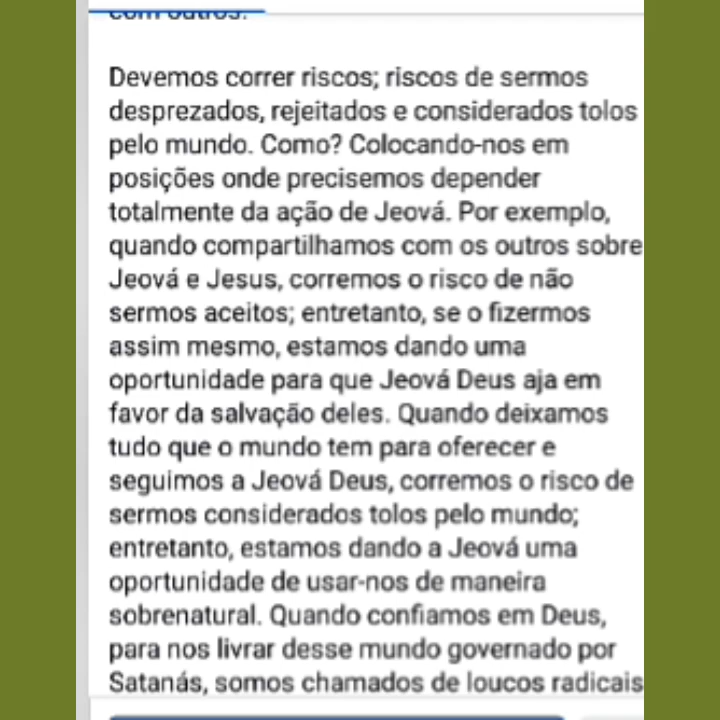 com outros.
Devemos correr riscos; riscos de sermos
desprezados, rejeitados e considerados tolos
pelo mundo. Como? Colocando-nos em
posições onde precisemos depender
totalmente da ação de Jeová. Por exemplo,
quando compartilhamos com os outros sobre
Jeová e Jesus, corremos o risco de não
sermos aceitos; entretanto, se o fizermos
assim mesmo, estamos dando uma
oportunidade para que Jeová Deus aja em
favor da salvação deles. Quando deixamos
tudo que o mundo tem para oferecer e
seguimos a Jeová Deus, corremos o risco de
sermos considerados tolos pelo mundo;
entretanto, estamos dando a Jeová uma
oportunidade de usar-nos de maneira
sobrenatural. Quando confiamos em Deus,
para nos livrar desse mundo governado por
Satanás, somos chamados de loucos radicais